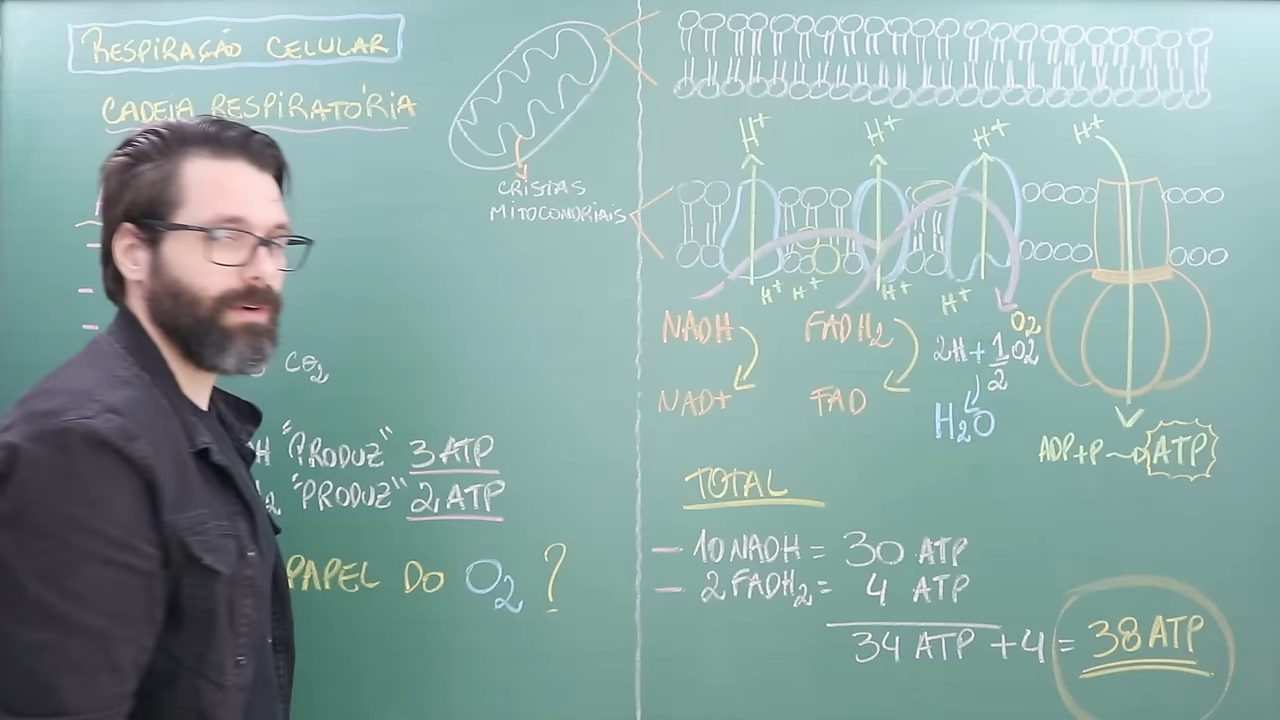 RESPIRAÇÃO CELULAR
CADEIA RESPIRATÓRIA
CO2
"PRODUZ" 3 ATP
"PRODUZ" 2 ATP
PAPEL DO O2 ?
CRISTAS
MITOCONDRIAIS
H+ H+ H+ H+
H+ H+ H+ H+
NADH
NAD+
FADH2
FAD
O2
2H + 1/2 O2
H2O
ADP+P → ATP
TOTAL
- 10 NADH = 30 ATP
- 2 FADH2 = 4 ATP
34 ATP + 4 = 38 ATP